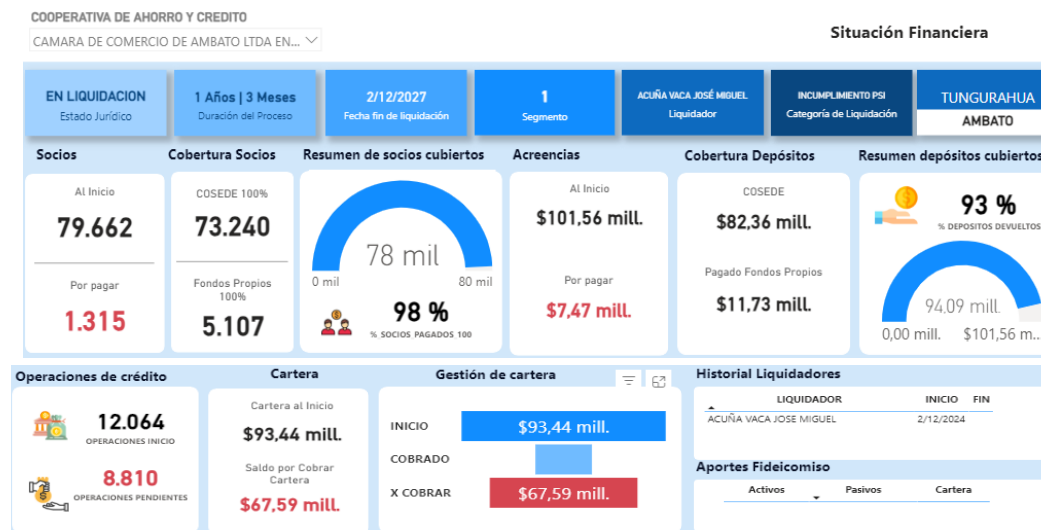 COOPERATIVA DE AHORRO Y CREDITO
CAMARA DE COMERCIO DE AMBATO LTDA EN...
Situación Financiera
EN LIQUIDACION
Estado Jurídico
1 Años | 3 Meses
Duración del Proceso
2/12/2027
Fecha fin de liquidación
1
Segmento
ACUÑA VACA JOSÉ MIGUEL
Liquidador
INCUMPLIMIENTO PSI
Categoría de Liquidación
TUNGURAHUA
AMBATO
Socios
Al Inicio
79.662
Por pagar
1.315
Cobertura Socios
COSEDE 100%
73.240
Fondos Propios
100%
5.107
Resumen de socios cubiertos
78 mil
0 mil
80 mil
98 %
% SOCIOS PAGADOS 100
Acreencias
Al Inicio
$101,56 mill.
Por pagar
$7,47 mill.
Cobertura Depósitos
COSEDE
$82,36 mill.
Pagado Fondos Propios
$11,73 mill.
Resumen depósitos cubiertos
93 %
% DEPOSITOS DEVUELTOS
94.09 mill.
0,00 mill.
$101,56 m...
Operaciones de crédito
12.064
OPERACIONES INICIO
8.810
OPERACIONES PENDIENTES
Cartera
Cartera al Inicio
$93,44 mill.
Saldo por Cobrar
Cartera
$67,59 mill.
Gestión de cartera
INICIO
$93,44 mill.
COBRADO
X COBRAR
$67,59 mill.
Historial Liquidadores
LIQUIDADOR INICIO FIN
ACUÑA VACA JOSE MIGUEL 2/12/2024
Aportes Fideicomiso
Activos Pasivos Cartera